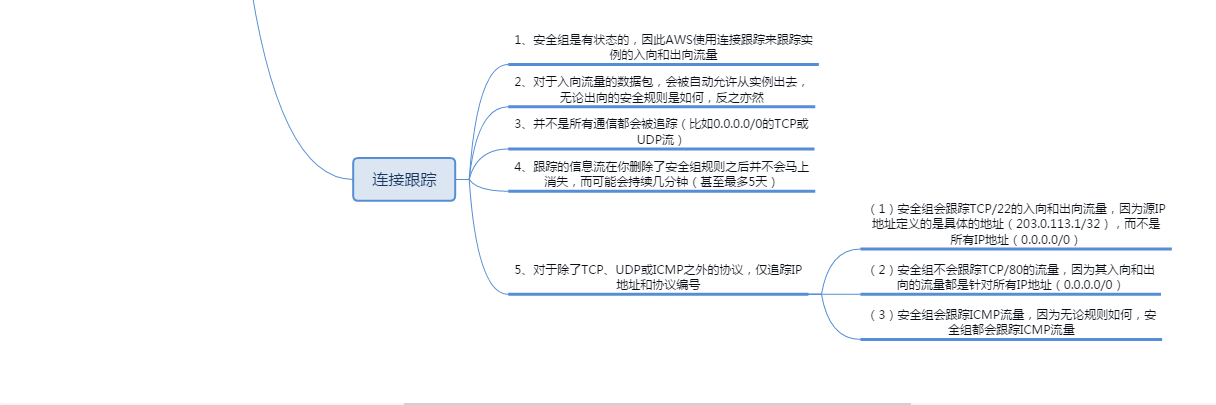 1、安全组是有状态的，因此AWS使用连接跟踪来跟踪实
例的入向和出向流量
2、对于入向流量的数据包，会被自动允许从实例出去，
无论出向的安全规则是如何，反之亦然
3、并不是所有通信都会被追踪（比如0.0.0.0/0的TCP或
UDP流）
4、跟踪的信息流在你删除了安全组规则之后并不会马上
消失，而可能会持续几分钟（甚至最多5天）
连接跟踪
5、对于除了TCP、UDP或ICMP之外的协议，仅追踪IP
地址和协议编号
（1）安全组会跟踪TCP/22的入向和出向流量，因为源IP
地址定义的是具体的地址（203.0.113.1/32），而不是
所有IP地址（0.0.0.0/0）
（2）安全组不会跟踪TCP/80的流量，因为其入向和出
向的流量都是针对所有IP地址（0.0.0.0/0）
（3）安全组会跟踪ICMP流量，因为无论规则如何，安
全组都会跟踪ICMP流量